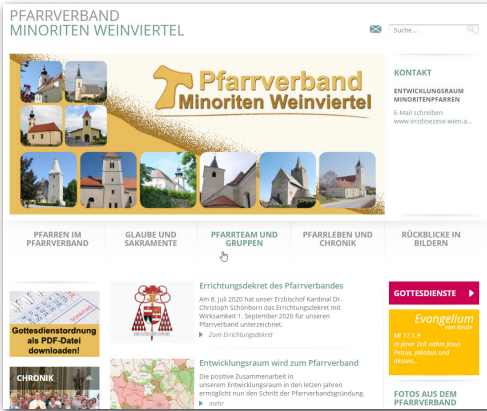 PFARRVERBAND
MINORITEN WEINVIERTEL
Suche...
Pfarrverband
Minoriten Weinviertel
KONTAKT
ENTWICKLUNGSRAUM
MINORITENPFARREN
E-Mail schreiben
www.erzdioezese-wien.a...
PFARREN IM
PFARRVERBAND
GLAUBE UND
SAKRAMENTE
PFARRTEAM UND
GRUPPEN
PFARRLEBEN UND
CHRONIK
RÜCKBLICKE IN
BILDERN
SONNTAG
Gottesdienstordnung
als PDF-Datei
downloaden!
CHRONIK
Errichtungsdekret des Pfarrverbandes
Am 8. Juli 2020 hat unser Erzbischof Kardinal Dr.
Christoph Schönborn das Errichtungsdekret mit
Wirksamkeit 1. September 2020 für unseren
Pfarrverband unterzeichnet.
Zum Errichtungsdekret
Entwicklungsraum wird zum Pfarrverband
Die positive Zusammenarbeit in
unserem Entwicklungsraum in den letzen Jahren
ermöglicht nun den Schritt der Pfarrverbandsgründung.
mehr
GOTTESDIENSTE
Evangelium
von heute
Mt 17,1-9
In jener Zeit nahm Jesus
Petrus, Jakobus und
dessen...
FOTOS AUS DEM
PFARRVERBAND